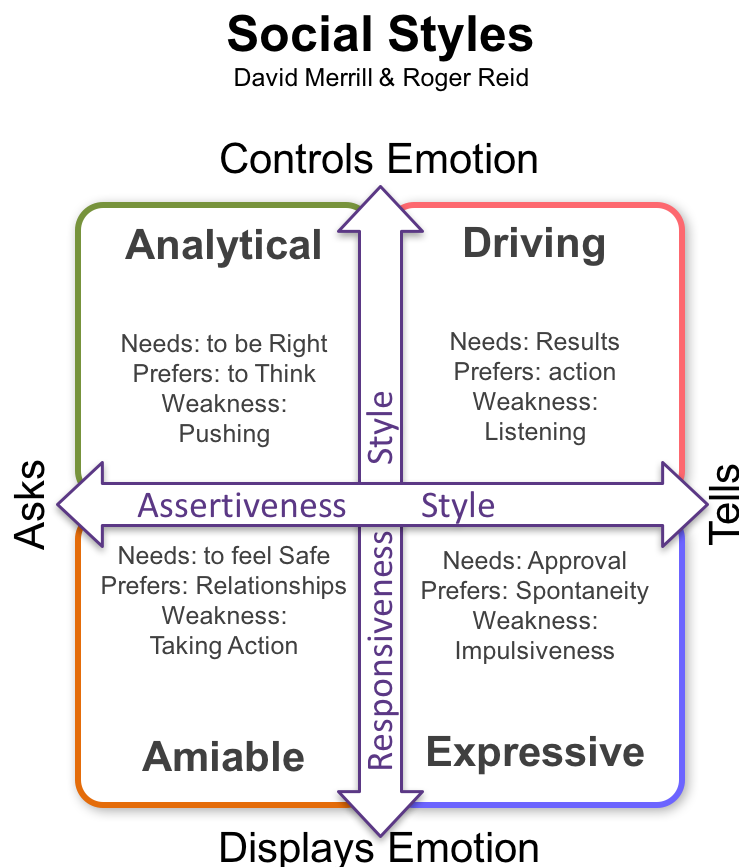 Social Styles
David Merrill & Roger Reid
Controls Emotion
Analytical
Needs: to be Right
Prefers: to Think
Weakness:
Pushing
Driving
Needs: Results
Prefers: action
Weakness:
Listening
Asks
Assertiveness Style
Tells
Responsiveness Style
Needs: to feel Safe
Prefers: Relationships
Weakness:
Taking Action
Amiable
Needs: Approval
Prefers: Spontaneity
Weakness:
Impulsiveness
Expressive
Displays Emotion